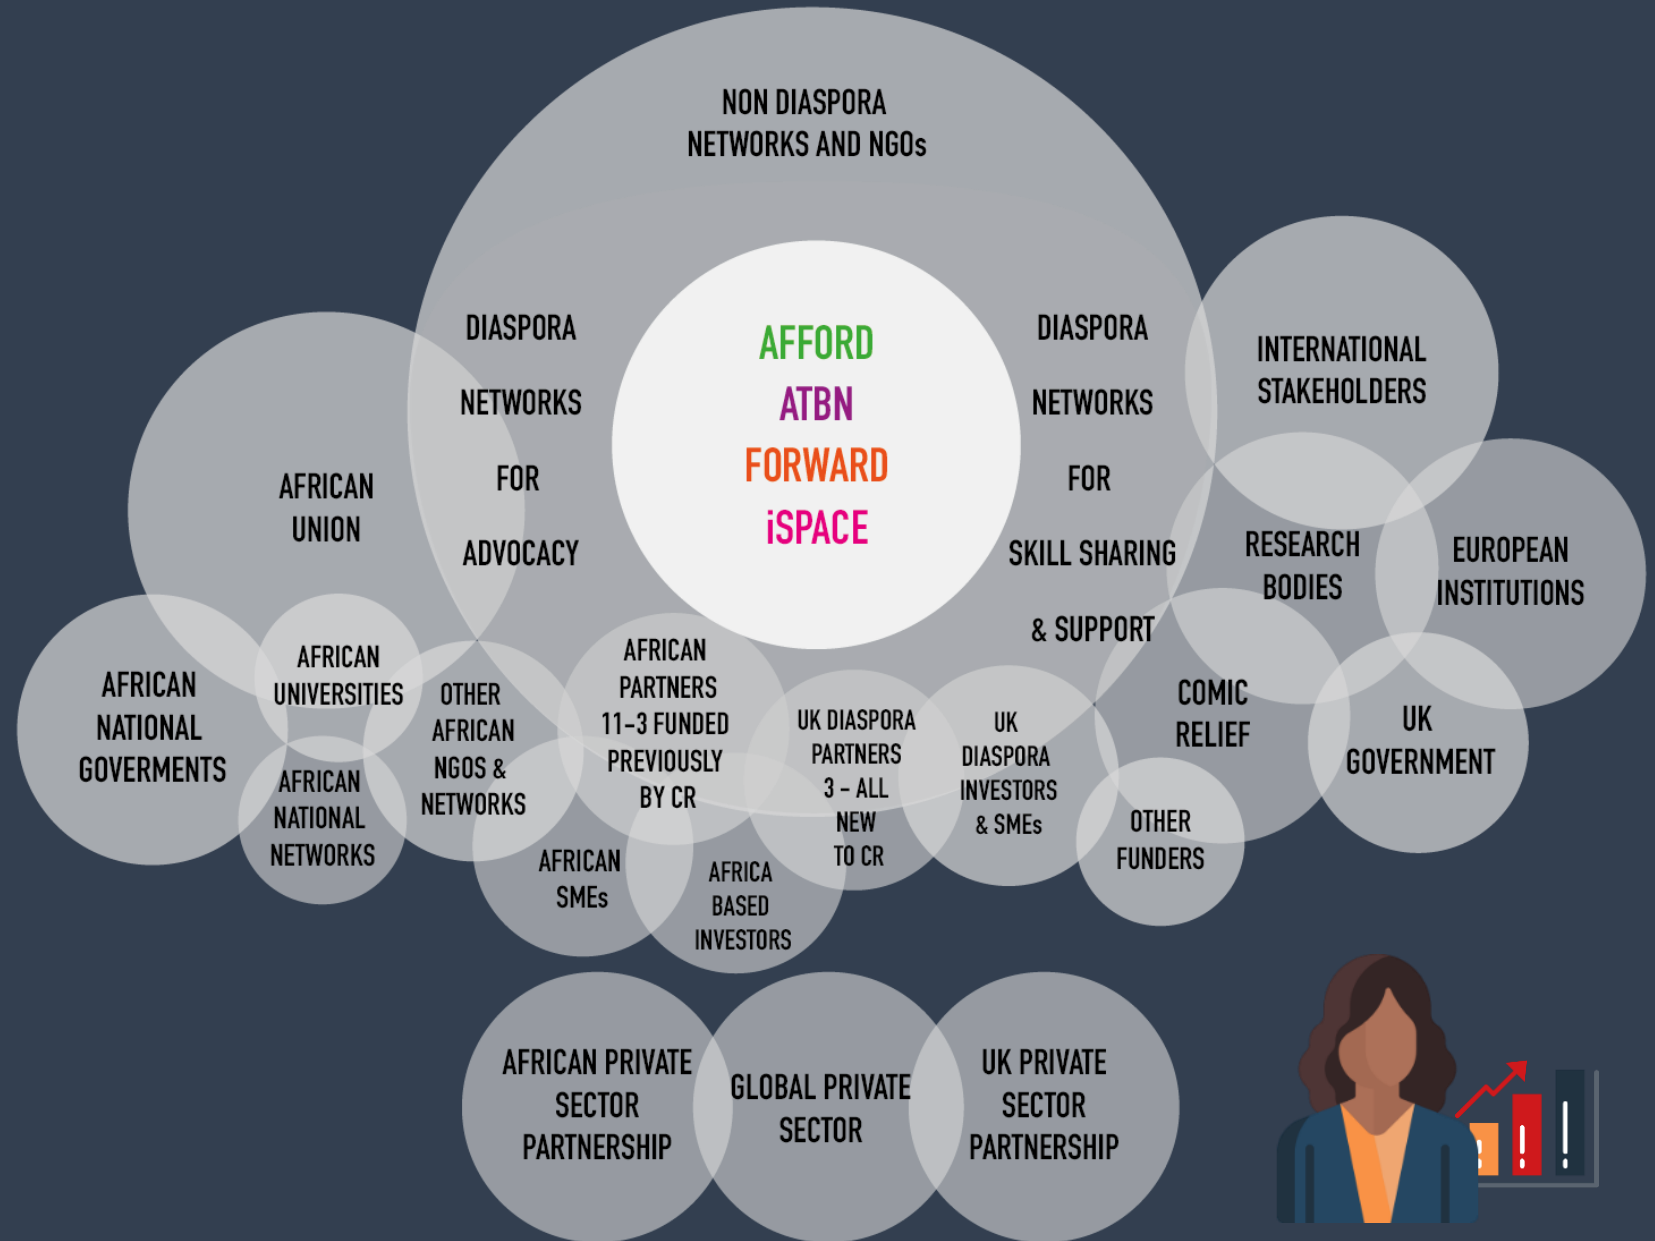 NON DIASPORA
NETWORKS AND NGOs
DIASPORA
NETWORKS
FOR
ADVOCACY
AFFORD
ATBN
FORWARD
iSPACE
DIASPORA
NETWORKS
FOR
SKILL SHARING
& SUPPORT
INTERNATIONAL
STAKEHOLDERS
AFRICAN
UNION
RESEARCH
BODIES
EUROPEAN
INSTITUTIONS
AFRICAN
NATIONAL
GOVERMENTS
AFRICAN
UNIVERSITIES
OTHER
AFRICAN
NGOS &
NETWORKS
AFRICAN
PARTNERS
11-3 FUNDED
PREVIOUSLY
BY CR
UK DIASPORA
PARTNERS
3 - ALL
NEW
TO CR
UK
DIASPORA
INVESTORS
& SMEs
COMIC
RELIEF
UK
GOVERNMENT
AFRICAN
NATIONAL
NETWORKS
AFRICAN
SMEs
AFRICA
BASED
INVESTORS
OTHER
FUNDERS
AFRICAN PRIVATE
SECTOR
PARTNERSHIP
GLOBAL PRIVATE
SECTOR
UK PRIVATE
SECTOR
PARTNERSHIP